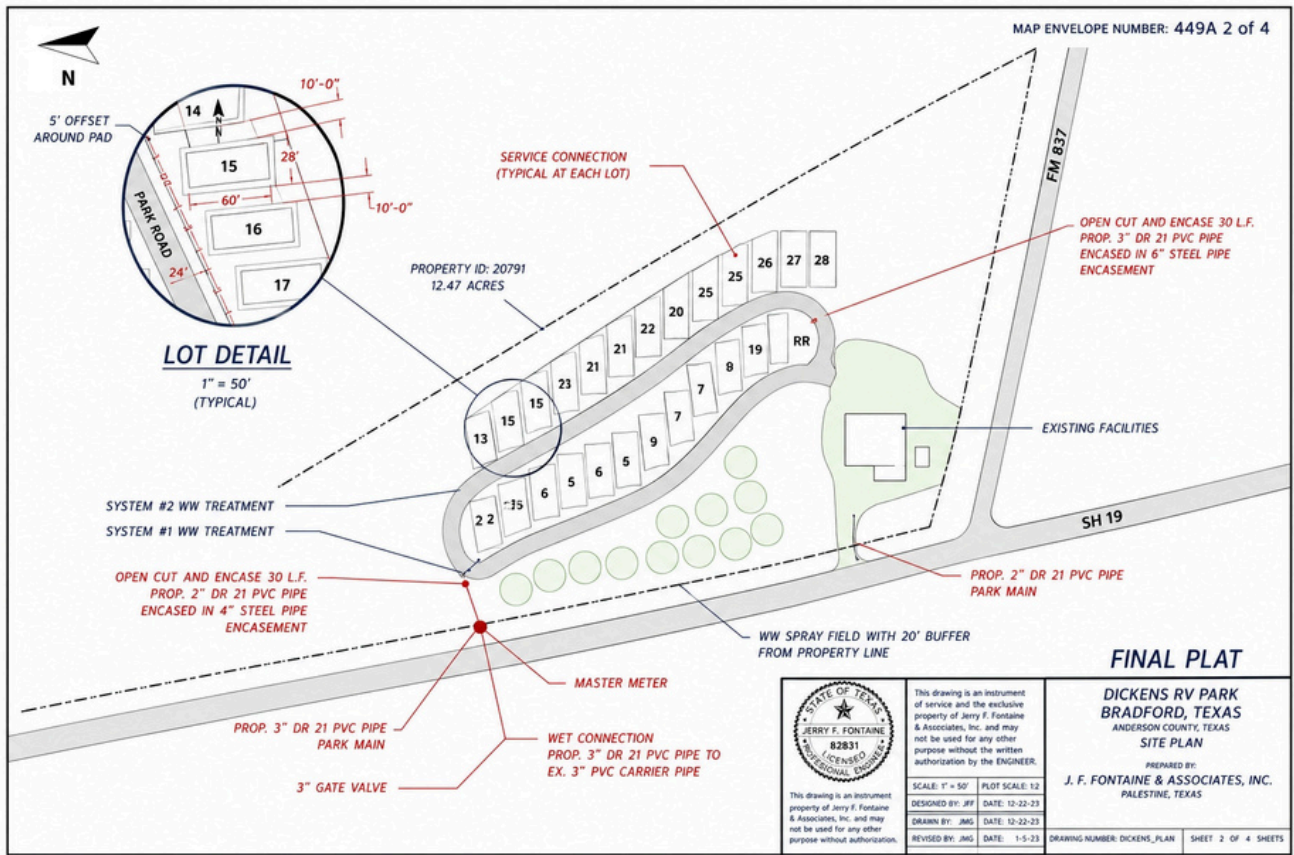 MAP ENVELOPE NUMBER: 449A 2 of 4
N
5' OFFSET
AROUND PAD
10'-0"
14
N
15
28'
60'
10'-0"
16
PARK ROAD
24'
17
LOT DETAIL
1" = 50'
(TYPICAL)
SERVICE CONNECTION
(TYPICAL AT EACH LOT)
PROPERTY ID: 20791
12.47 ACRES
FM 837
OPEN CUT AND ENCASE 30 L.F.
PROP. 3" DR 21 PVC PIPE
ENCASED IN 6" STEEL PIPE
ENCASEMENT
13
15
15
23
21
21
22
20
25
25
26
27
28
2 2
6
5
6
5
9
7
7
8
19
RR
EXISTING FACILITIES
SH 19
SYSTEM #2 WW TREATMENT
SYSTEM #1 WW TREATMENT
OPEN CUT AND ENCASE 30 L.F.
PROP. 2" DR 21 PVC PIPE
ENCASED IN 4" STEEL PIPE
ENCASEMENT
PROP. 2" DR 21 PVC PIPE
PARK MAIN
WW SPRAY FIELD WITH 20' BUFFER
FROM PROPERTY LINE
MASTER METER
PROP. 3" DR 21 PVC PIPE
PARK MAIN
WET CONNECTION
PROP. 3" DR 21 PVC PIPE TO
EX. 3" PVC CARRIER PIPE
3" GATE VALVE
FINAL PLAT
STATE OF TEXAS
JERRY F. FONTAINE
82831
LICENSED
PROFESSIONAL ENGINEER
This drawing is an instrument
property of Jerry F. Fontaine
& Associates, Inc. and may
not be used for any other
purpose without authorization.
This drawing is an instrument
of service and the exclusive
property of Jerry F. Fontaine
& Associates, Inc. and may
not be used for any other
purpose without the written
authorization by the ENGINEER.
SCALE: 1" = 50' PLOT SCALE: 1:2
DESIGNED BY: JFF DATE: 12-22-23
DRAWN BY: JMG DATE: 12-22-23
REVISED BY: JMG DATE: 1-5-23
DICKENS RV PARK
BRADFORD, TEXAS
ANDERSON COUNTY, TEXAS
SITE PLAN
PREPARED BY:
J. F. FONTAINE & ASSOCIATES, INC.
PALESTINE, TEXAS
DRAWING NUMBER: DICKENS_PLAN SHEET 2 OF 4 SHEETS